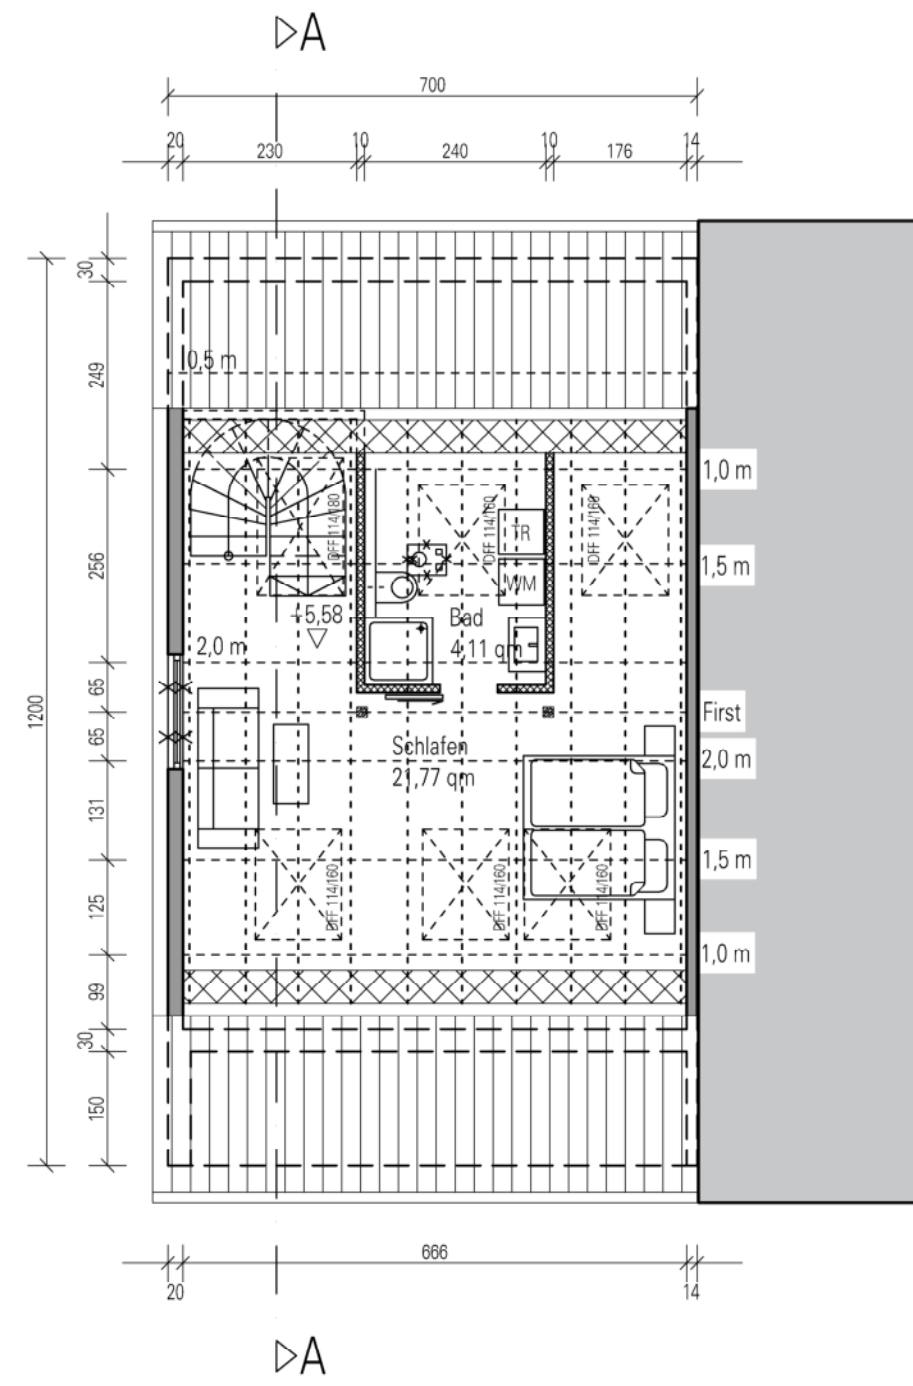 A
700
20
230
10
240
10
176
14
30
249
256
65
65
131
125
99
30
150
1200
0,5 m
1,0 m
DFF 114/180
DFF 114/160
DFF 114/160
TR
WM
1,5 m
+5,58
Bad
4,11 qm
2,0 m
First
Schlafen
21,77 qm
2,0 m
1,5 m
DFF 114/160
DFF 114/160
DFF 114/160
1,0 m
666
20
14
A